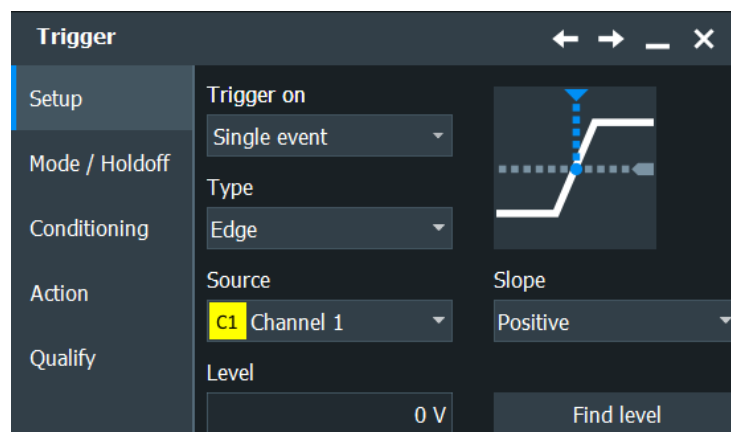 Trigger
Setup
Mode / Holdoff
Conditioning
Action
Qualify
Trigger on
Single event
Type
Edge
Source
Slope
C1 Channel 1
Positive
Level
0 V
Find level